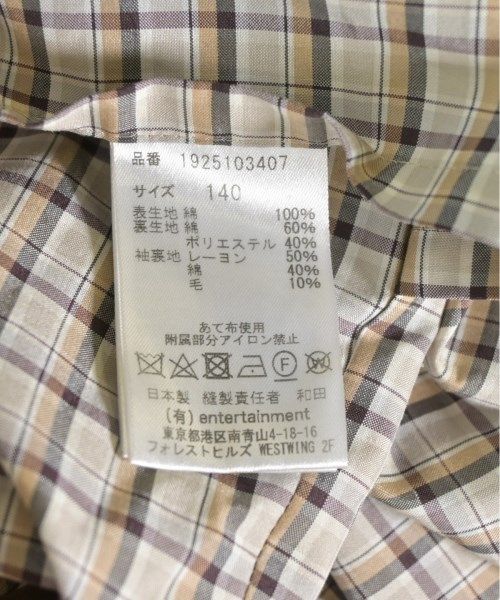 品番 1925103407
サイズ 140
表生地 綿 100%
裏生地 綿 60%
ポリエステル 40%
袖裏地 レーヨン 50%
綿 40%
毛 10%
あて布使用
附属部分アイロン禁止
日本製 縫製責任者 和田
(有) entertainment
東京都港区南青山4-18-16
フォレストヒルズ WESTWING 2F